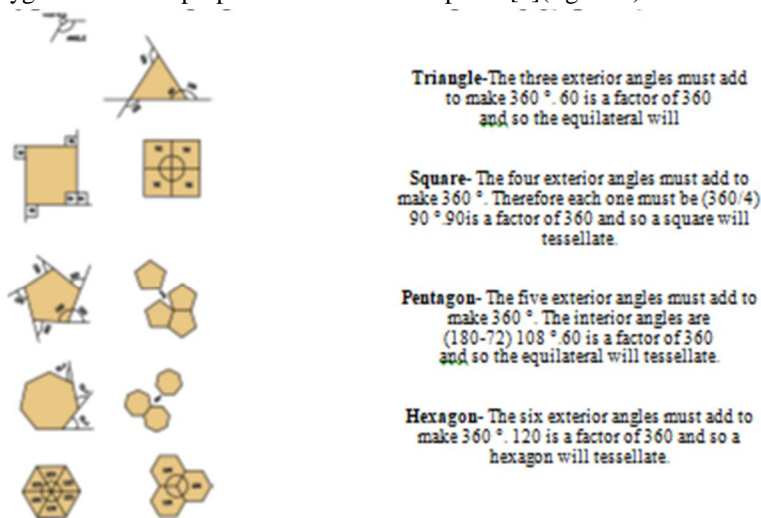 Triangle-The three exterior angles must add
to make 360 °. 60 is a factor of 360
and so the equilateral will
Square- The four exterior angles must add to
make 360 °. Therefore each one must be (360/4)
90 °.90is a factor of 360 and so a square will
tessellate.
Pentagon- The five exterior angles must add to
make 360 °. The interior angles are
(180-72) 108 °.60 is a factor of 360
and so the equilateral will tessellate.
Hexagon- The six exterior angles must add to
make 360 °. 120 is a factor of 360 and so a
hexagon will tessellate.